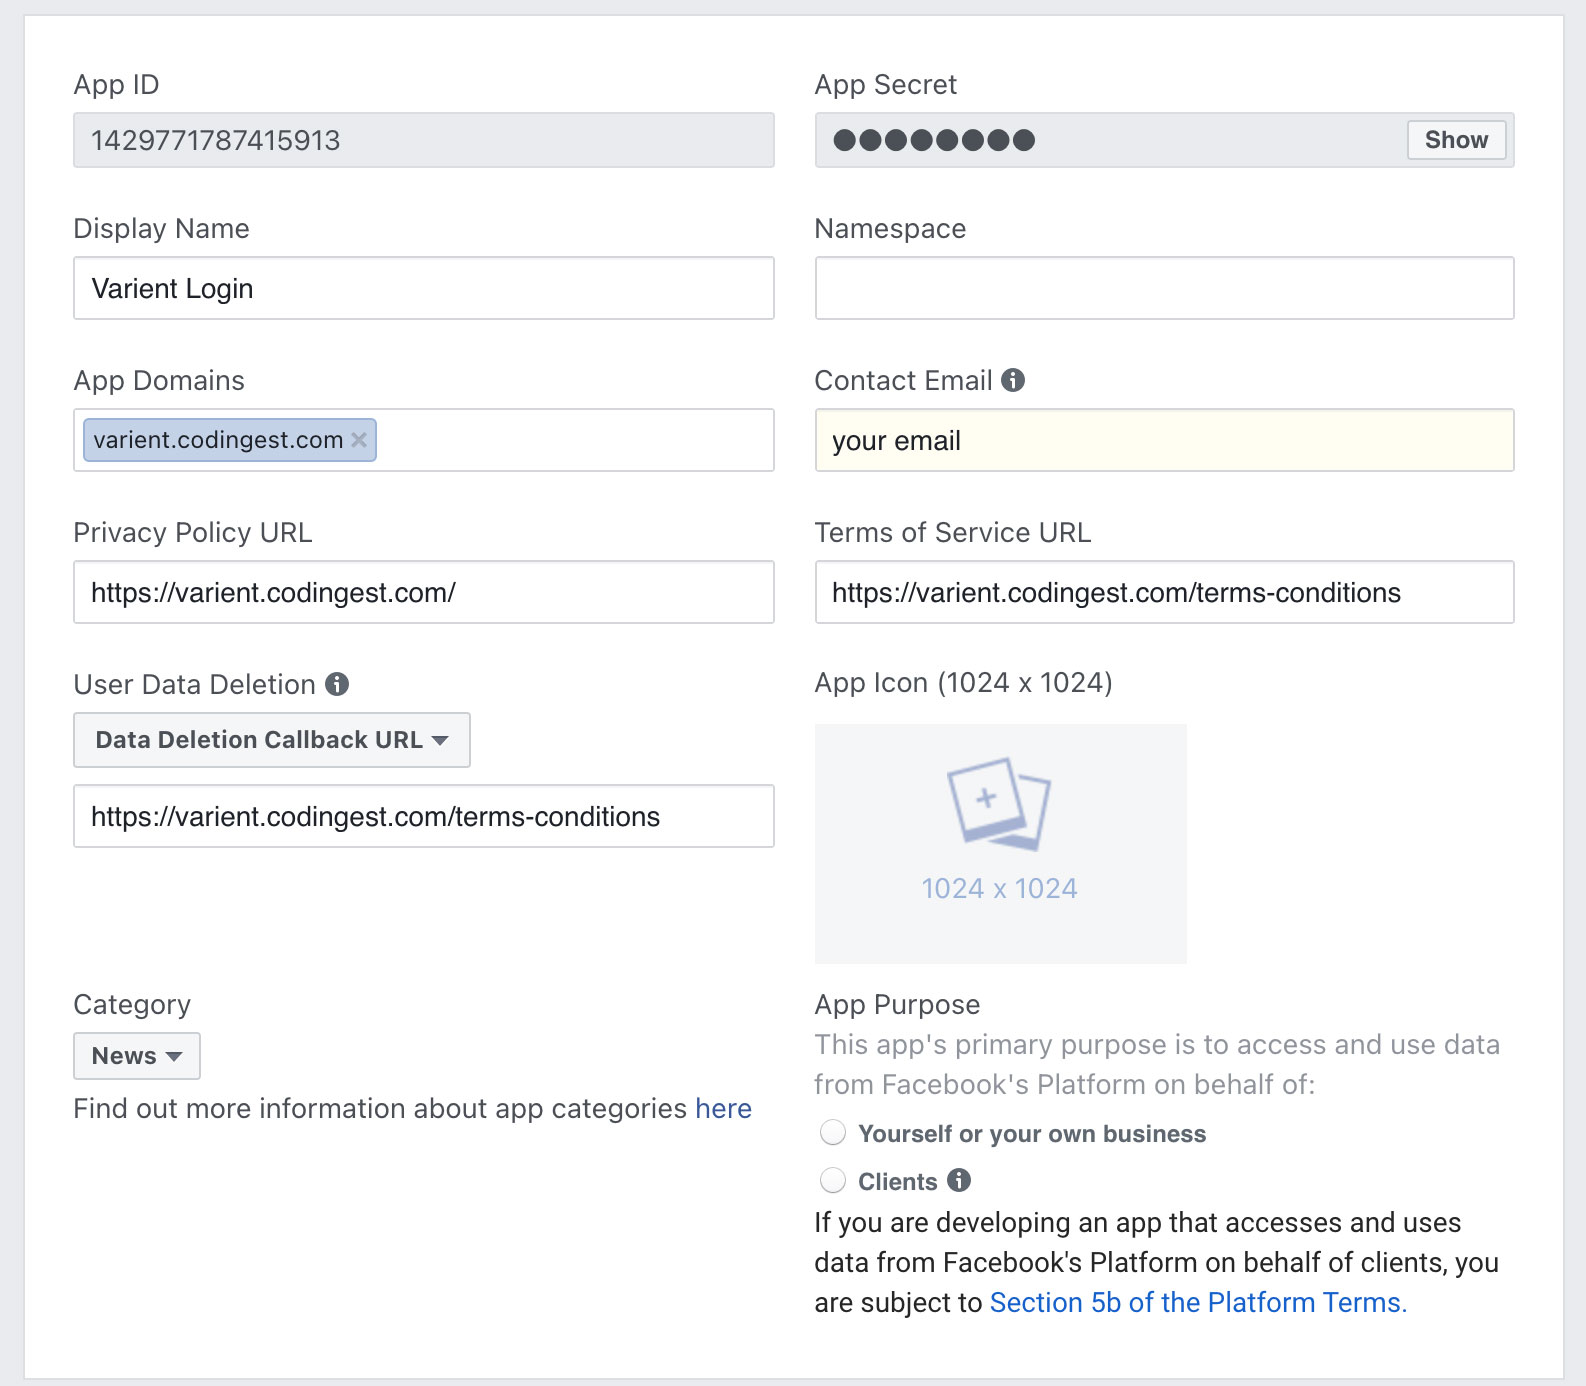 App ID
1429771787415913
App Secret
●●●●●●●●
Show
Display Name
Varient Login
Namespace
App Domains
varient.codingest.com ×
Contact Email
your email
Privacy Policy URL
https://varient.codingest.com/
Terms of Service URL
https://varient.codingest.com/terms-conditions
User Data Deletion
Data Deletion Callback URL
https://varient.codingest.com/terms-conditions
App Icon (1024 x 1024)
1024 x 1024
Category
News
Find out more information about app categories here
App Purpose
This app's primary purpose is to access and use data
from Facebook's Platform on behalf of:
Yourself or your own business
Clients
If you are developing an app that accesses and uses
data from Facebook's Platform on behalf of clients, you
are subject to Section 5b of the Platform Terms.